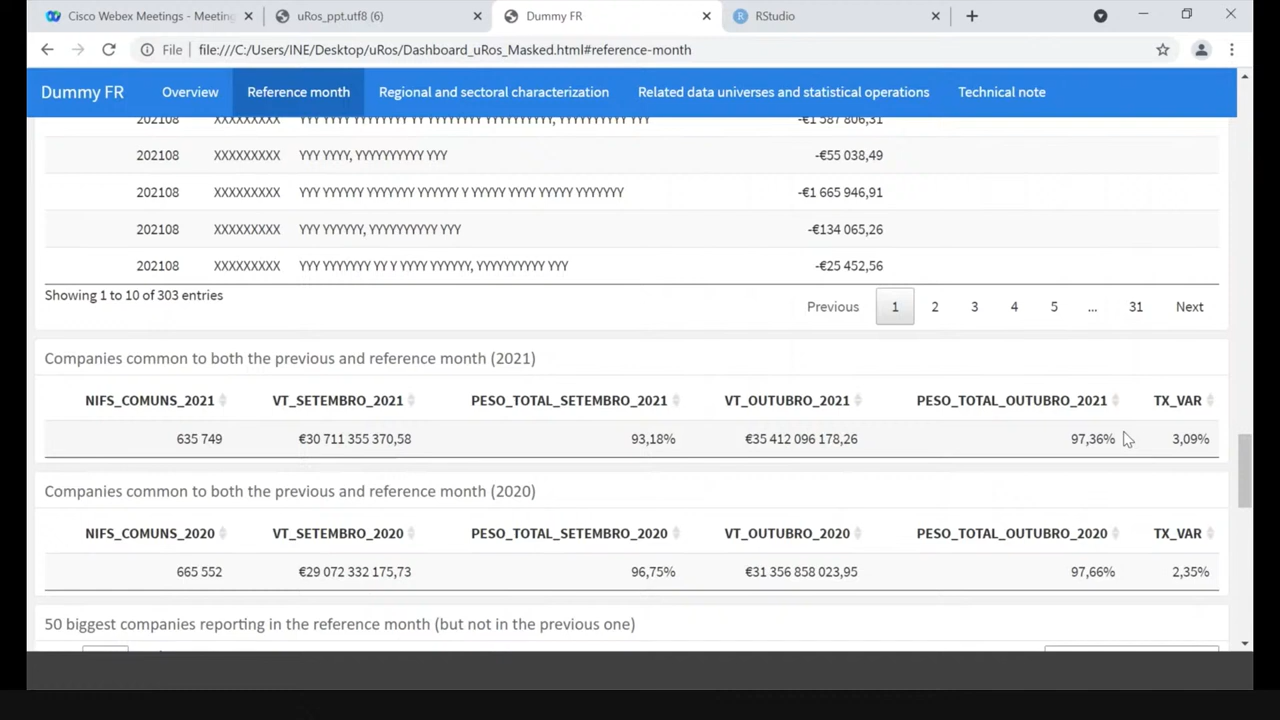 Cisco Webex Meetings - Meeting uRos_ppt.utf8 (6) Dummy FR RStudio
File file:///C:/Users/INE/Desktop/uRos/Dashboard_uRos_Masked.html#reference-month
Dummy FR Overview Reference month Regional and sectoral characterization Related data universes and statistical operations Technical note
202108 XXXXXXXXX -€1 587 806,31
202108 XXXXXXXXX YYY YYYY, YYYYYYYYYY YYY -€55 038,49
202108 XXXXXXXXX YYY YYYYYY YYYYYYY YYYYYY Y YYYYY YYYY YYYYY YYYYYYY -€1 665 946,91
202108 XXXXXXXXX YYY YYYYYY, YYYYYYYYYY YYY -€134 065,26
202108 XXXXXXXXX YYY YYYYYYY YY Y YYYY YYYYYY, YYYYYYYYYY YYY -€25 452,56
Showing 1 to 10 of 303 entries
Previous 1 2 3 4 5 ... 31 Next
Companies common to both the previous and reference month (2021)
NIFS_COMUNS_2021 VT_SETEMBRO_2021 PESO_TOTAL_SETEMBRO_2021 VT_OUTUBRO_2021 PESO_TOTAL_OUTUBRO_2021 TX_VAR
635 749 €30 711 355 370,58 93,18% €35 412 096 178,26 97,36% 3,09%
Companies common to both the previous and reference month (2020)
NIFS_COMUNS_2020 VT_SETEMBRO_2020 PESO_TOTAL_SETEMBRO_2020 VT_OUTUBRO_2020 PESO_TOTAL_OUTUBRO_2020 TX_VAR
665 552 €29 072 332 175,73 96,75% €31 356 858 023,95 97,66% 2,35%
50 biggest companies reporting in the reference month (but not in the previous one)